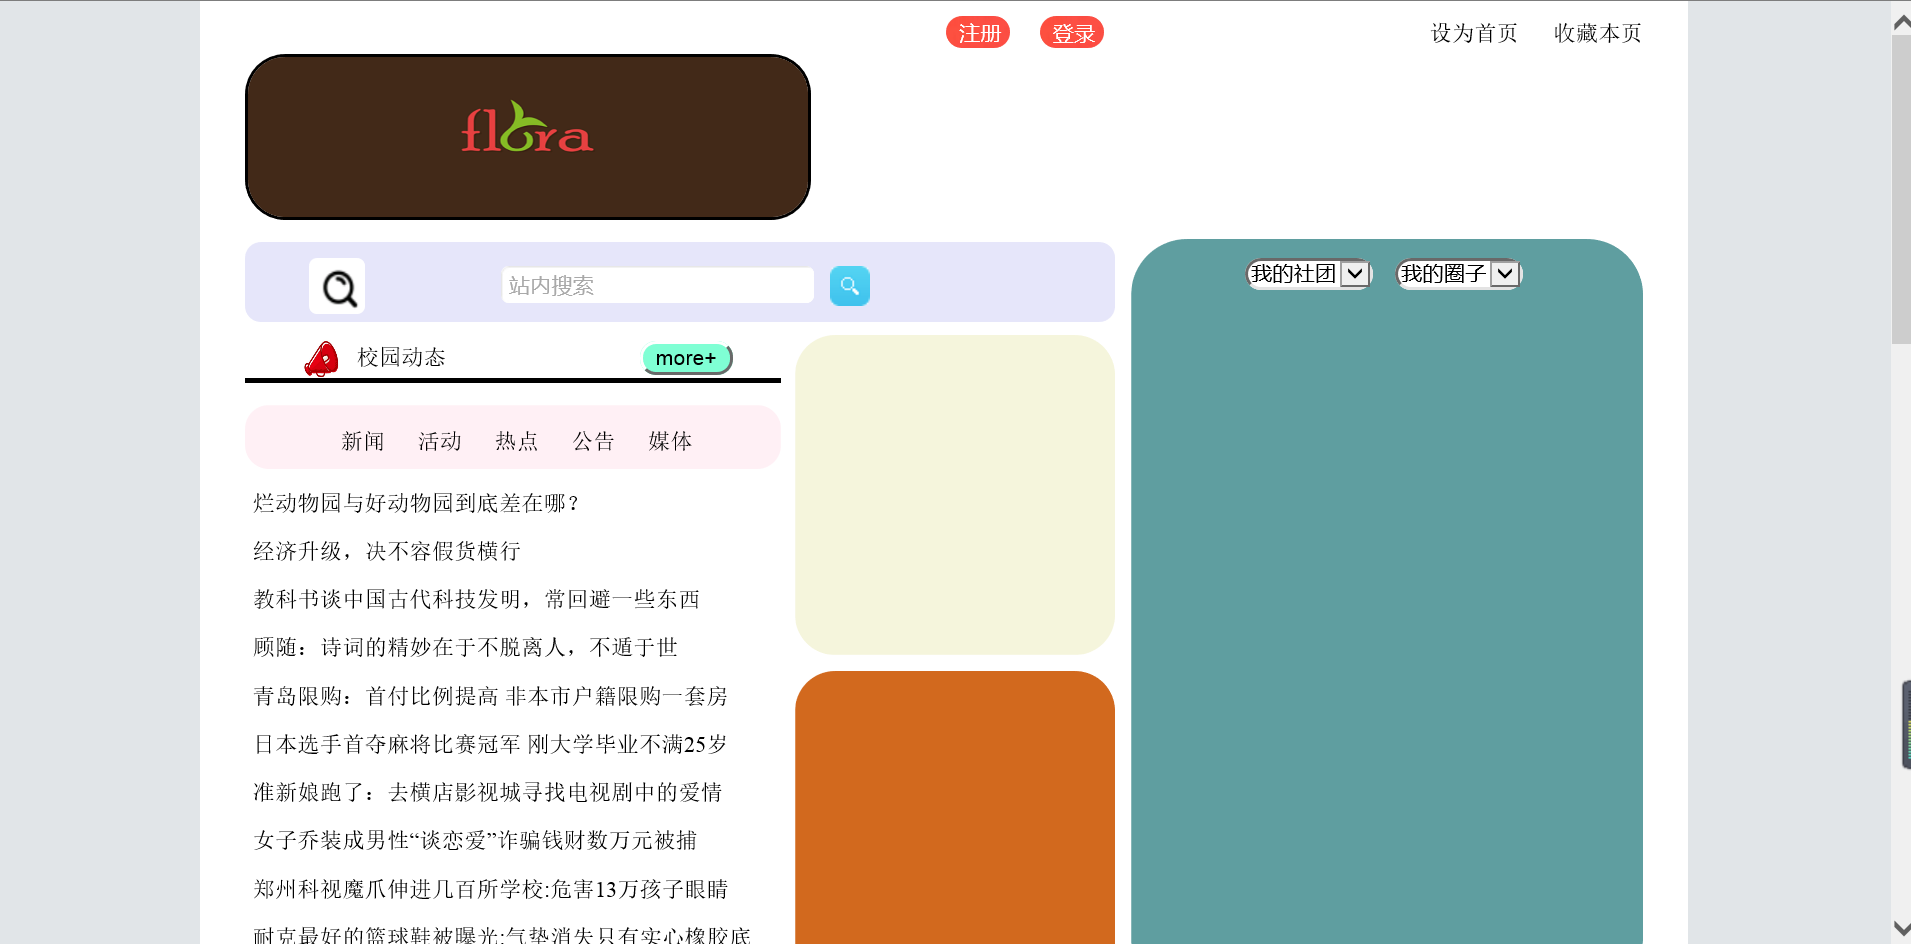 注册 登录 设为首页 收藏本页
flora
站内搜索
我的社团 我的圈子
校园动态 more+
新闻 活动 热点 公告 媒体
烂动物园与好动物园到底差在哪？
经济升级，决不容假货横行
教科书谈中国古代科技发明，常回避一些东西
顾随：诗词的精妙在于不脱离人，不遁于世
青岛限购：首付比例提高 非本市户籍限购一套房
日本选手首夺麻将比赛冠军 刚大学毕业不满25岁
准新娘跑了：去横店影视城寻找电视剧中的爱情
女子乔装成男性“谈恋爱”诈骗钱财数万元被捕
郑州科视魔爪伸进几百所学校:危害13万孩子眼睛
耐克最好的篮球鞋被曝光:气垫消失只有实心橡胶底